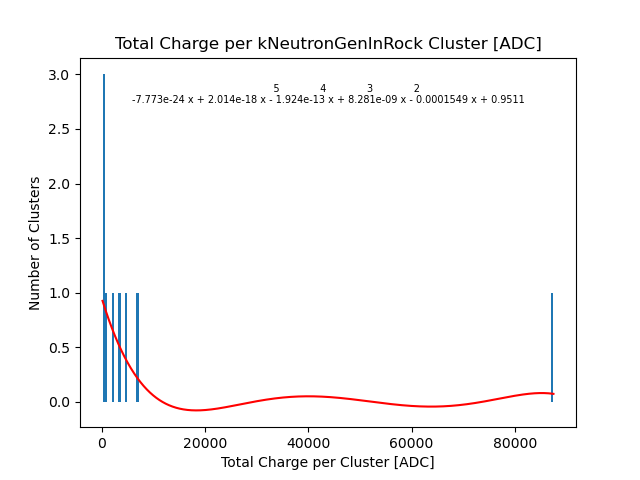 Total Charge per kNeutronGenInRock Cluster [ADC]
3.0
2.5
2.0
1.5
1.0
0.5
0.0
Number of Clusters
5 4 3 2
-7.773e-24 x + 2.014e-18 x - 1.924e-13 x + 8.281e-09 x - 0.0001549 x + 0.9511
0 20000 40000 60000 80000
Total Charge per Cluster [ADC]